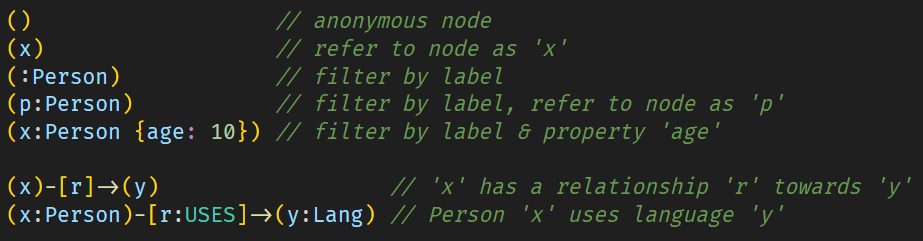 ()                  // anonymous node
(x)                 // refer to node as 'x'
(:Person)           // filter by label
(p:Person)          // filter by label, refer to node as 'p'
(x:Person {age: 10}) // filter by label & property 'age'

(x)-[r]->(y)                 // 'x' has a relationship 'r' towards 'y'
(x:Person)-[r:USES]->(y:Lang) // Person 'x' uses language 'y'